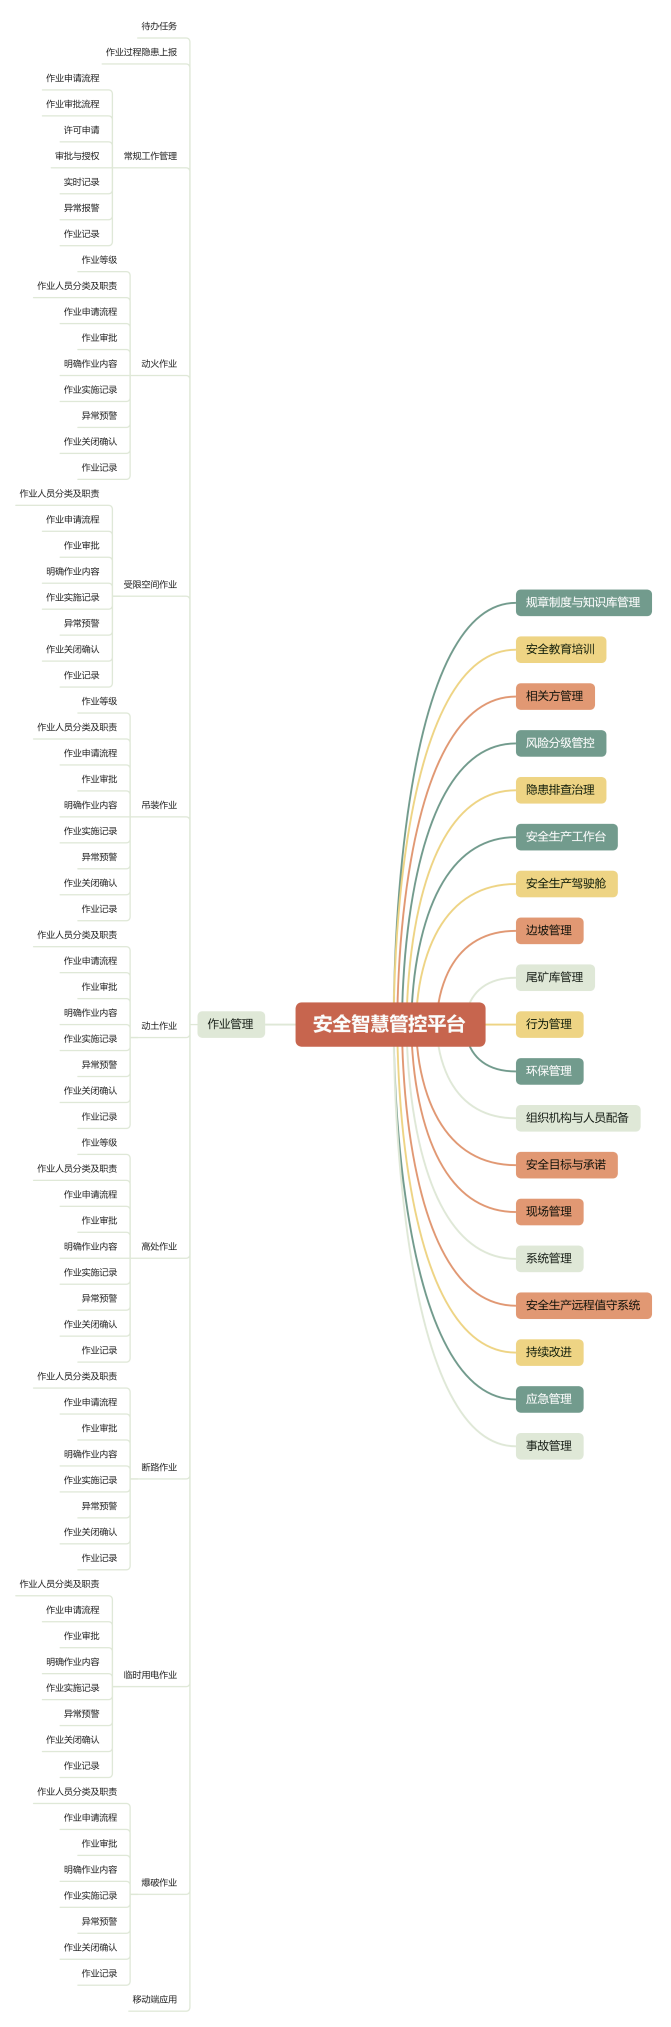 待办任务
作业过程隐患上报
作业申请流程
作业审批流程
许可申请
审批与授权
实时记录
异常报警
作业记录
常规工作管理
作业等级
作业人员分类及职责
作业申请流程
作业审批
明确作业内容
作业实施记录
异常预警
作业关闭确认
作业记录
动火作业
作业人员分类及职责
作业申请流程
作业审批
明确作业内容
作业实施记录
异常预警
作业关闭确认
作业记录
受限空间作业
作业等级
作业人员分类及职责
作业申请流程
作业审批
明确作业内容
作业实施记录
异常预警
作业关闭确认
作业记录
吊装作业
作业人员分类及职责
作业申请流程
作业审批
明确作业内容
作业实施记录
异常预警
作业关闭确认
作业记录
动土作业
作业等级
作业人员分类及职责
作业申请流程
作业审批
明确作业内容
作业实施记录
异常预警
作业关闭确认
作业记录
高处作业
作业人员分类及职责
作业申请流程
作业审批
明确作业内容
作业实施记录
异常预警
作业关闭确认
作业记录
断路作业
作业人员分类及职责
作业申请流程
作业审批
明确作业内容
作业实施记录
异常预警
作业关闭确认
作业记录
临时用电作业
作业人员分类及职责
作业申请流程
作业审批
明确作业内容
作业实施记录
异常预警
作业关闭确认
作业记录
爆破作业
移动端应用
作业管理
安全智慧管控平台
规章制度与知识库管理
安全教育培训
相关方管理
风险分级管控
隐患排查治理
安全生产工作台
安全生产驾驶舱
边坡管理
尾矿库管理
行为管理
环保管理
组织机构与人员配备
安全目标与承诺
现场管理
系统管理
安全生产远程值守系统
持续改进
应急管理
事故管理